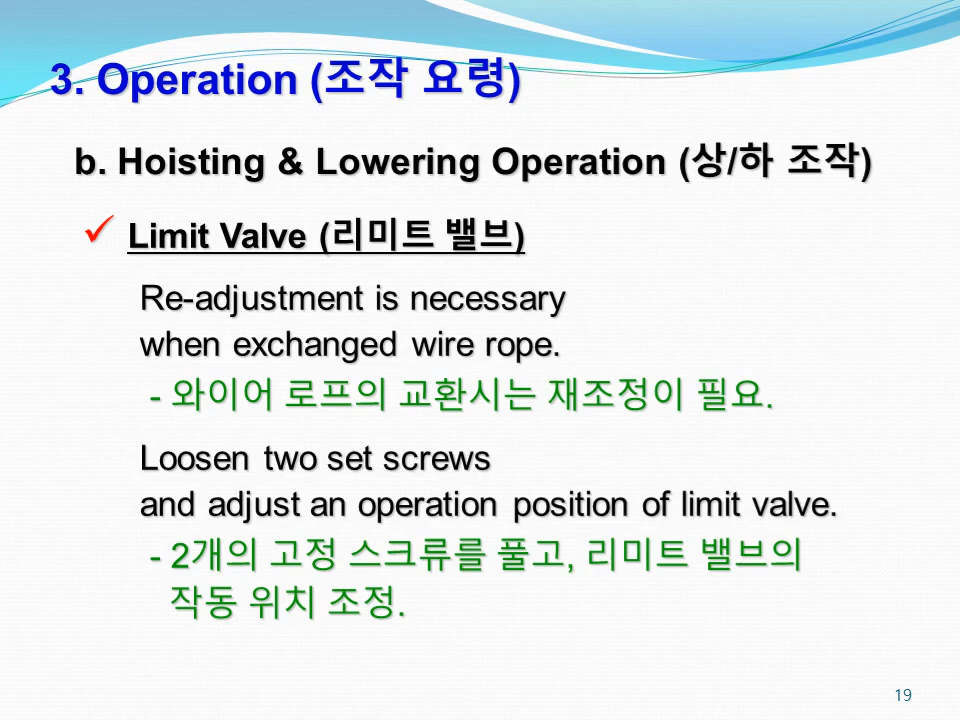 3. Operation (조작 요령)
b. Hoisting & Lowering Operation (상/하 조작)
✓ Limit Valve (리미트 밸브)
Re-adjustment is necessary
when exchanged wire rope.
- 와이어 로프의 교환시는 재조정이 필요.
Loosen two set screws
and adjust an operation position of limit valve.
- 2개의 고정 스크류를 풀고, 리미트 밸브의
작동 위치 조정.
19